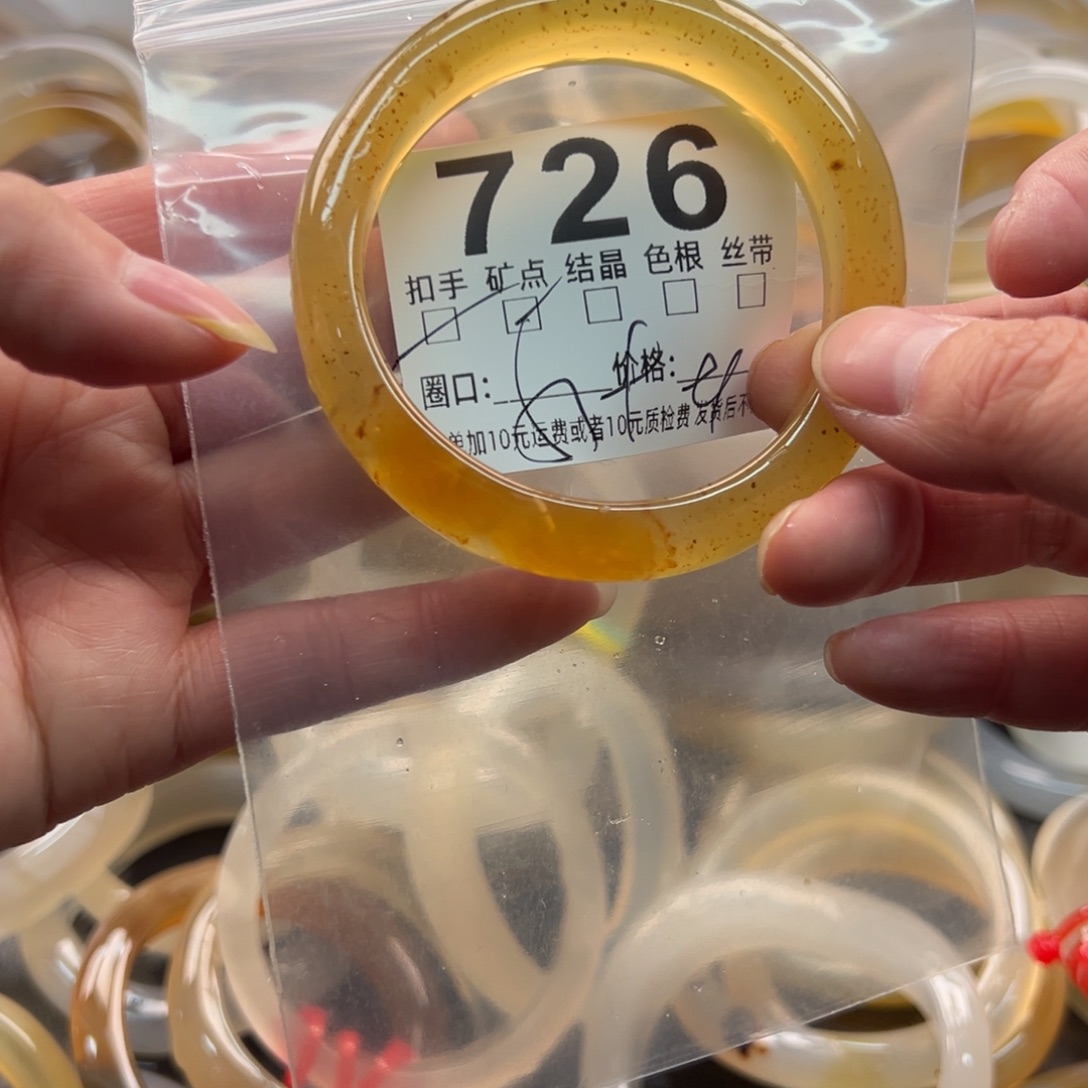 726
扣手 矿点 结晶 色根 丝带
圈口: 价格:
单加10元运费或者10元质检费 发货后不